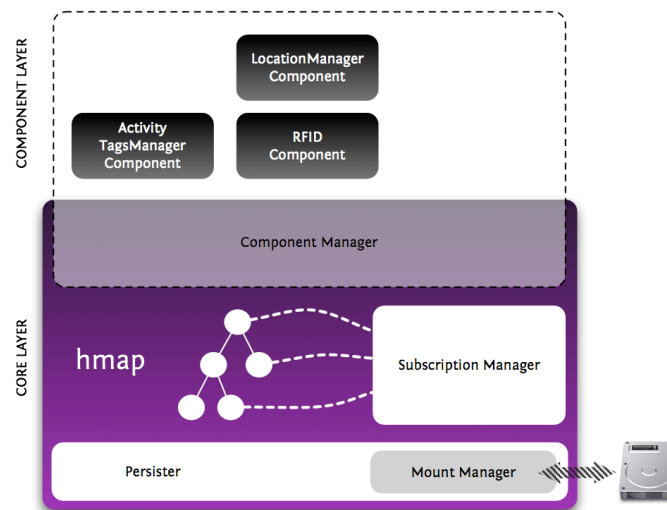 COMPONENT LAYER
LocationManager
Component
Activity
TagsManager
Component
RFID
Component
Component Manager
CORE LAYER
hmap
Subscription Manager
Persister
Mount Manager